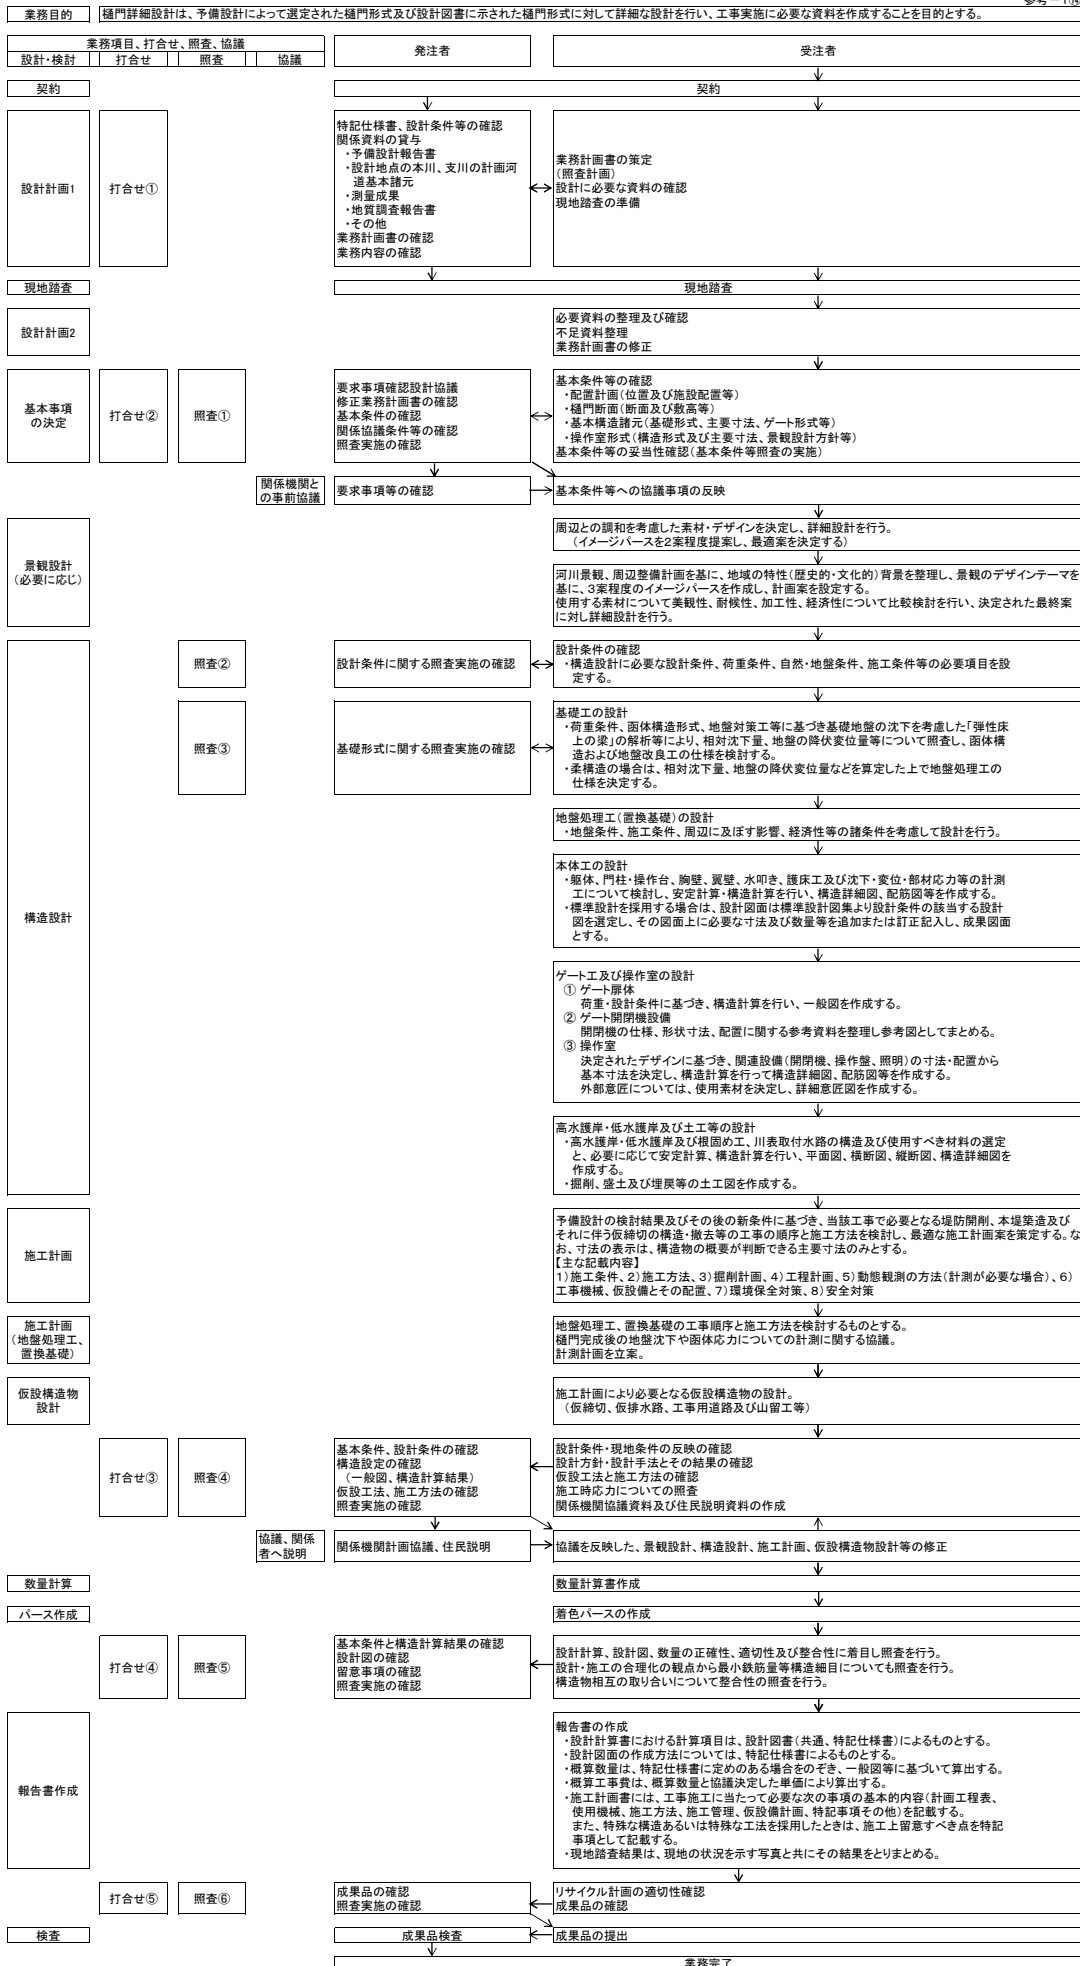 参考－1
業務目的
樋門詳細設計は、予備設計によって選定された樋門形式及び設計図書に示された樋門形式に対して詳細な設計を行い、工事実施に必要な資料を作成することを目的とする。
業務項目、打合せ、照査、協議
設計・検討
打合せ
照査
協議
発注者
受注者
契約
契約
設計計画1
打合せ①
特記仕様書、設計条件等の確認
関係資料の貸与
・予備設計報告書
・設計地点の本川、支川の計画河
道基本諸元
・測量成果
・地質調査報告書
・その他
業務計画書の確認
業務内容の確認
業務計画書の策定
(照査計画)
設計に必要な資料の確認
現地踏査の準備
現地踏査
現地踏査
設計計画2
必要資料の整理及び確認
不足資料整理
業務計画書の修正
基本事項
の決定
打合せ②
照査①
要求事項確認設計協議
修正業務計画書の確認
基本条件の確認
関係協議条件等の確認
照査実施の確認
基本条件等の確認
・配置計画(位置及び施設配置等)
・樋門断面(断面及び敷高等)
・基本構造諸元(基礎形式、主要寸法、ゲート形式等)
・操作室形式(構造形式及び主要寸法、景観設計方針等)
基本条件等の妥当性確認(基本条件等照査の実施)
関係機関と
の事前協議
要求事項等の確認
基本条件等への協議事項の反映
景観設計
(必要に応じ)
周辺との調和を考慮した素材・デザインを決定し、詳細設計を行う。
(イメージパースを2案程度提案し、最適案を決定する)
河川景観、周辺整備計画を基に、地域の特性(歴史的・文化的)背景を整理し、景観のデザインテーマを
基に、3案程度のイメージパースを作成し、計画案を設定する。
使用する素材について美観性、耐候性、加工性、経済性について比較検討を行い、決定された最終案
に対し詳細設計を行う。
構造設計
照査②
設計条件に関する照査実施の確認
設計条件の確認
・構造設計に必要な設計条件、荷重条件、自然・地盤条件、施工条件等の必要項目を設
定する。
照査③
基礎形式に関する照査実施の確認
基礎工の設計
・荷重条件、函体構造形式、地盤対策工等に基づき基礎地盤の沈下を考慮した「弾性床
上の梁」の解析等により、相対沈下量、地盤の降伏変位量等について照査し、函体構
造および地盤改良工の仕様を検討する。
・柔構造の場合は、相対沈下量、地盤の降伏変位量などを算定した上で地盤処理工の
仕様を決定する。
地盤処理工(置換基礎)の設計
・地盤条件、施工条件、周辺に及ぼす影響、経済性等の諸条件を考慮して設計を行う。
本体工の設計
・躯体、門柱・操作台、胸壁、翼壁、水叩き、護床工及び沈下・変位・部材応力等の計測
工について検討し、安定計算・構造計算を行い、構造詳細図、配筋図等を作成する。
・標準設計を採用する場合は、設計図面は標準設計図集より設計条件の該当する設計
図を選定し、その図面上に必要な寸法及び数量等を追加または訂正記入し、成果図面
とする。
ゲート工及び操作室の設計
① ゲート扉体
荷重・設計条件に基づき、構造計算を行い、一般図を作成する。
② ゲート開閉機設備
開閉機の仕様、形状寸法、配置に関する参考資料を整理し参考図としてまとめる。
③ 操作室
決定されたデザインに基づき、関連設備(開閉機、操作盤、照明)の寸法・配置から
基本寸法を決定し、構造計算を行って構造詳細図、配筋図等を作成する。
外部意匠については、使用素材を決定し、詳細意匠図を作成する。
高水護岸・低水護岸及び土工等の設計
・高水護岸・低水護岸及び根固め工、川表取付水路の構造及び使用すべき材料の選定
と、必要に応じて安定計算、構造計算を行い、平面図、横断図、縦断図、構造詳細図を
作成する。
・掘削、盛土及び埋戻等の土工図を作成する。
施工計画
予備設計の検討結果及びその後の新条件に基づき、当該工事で必要となる堤防開削、本堤築造及び
それに伴う仮締切の構造・撤去等の工事の順序と施工方法を検討し、最適な施工計画案を策定する。な
お、寸法の表示は、構造物の概要が判断できる主要寸法のみとする。
【主な記載内容】
1)施工条件、2)施工方法、3)掘削計画、4)工程計画、5)動態観測の方法(計測が必要な場合)、6)
工事機械、仮設備とその配置、7)環境保全対策、8)安全対策
施工計画
(地盤処理工、
置換基礎)
地盤処理工、置換基礎の工事順序と施工方法を検討するものとする。
樋門完成後の地盤沈下や函体応力についての計測に関する協議。
計測計画を立案。
仮設構造物
設計
施工計画により必要となる仮設構造物の設計。
(仮締切、仮排水路、工事用道路及び山留工等)
打合せ③
照査④
基本条件、設計条件の確認
構造設定の確認
(一般図、構造計算結果)
仮設工法、施工方法の確認
照査実施の確認
設計条件・現地条件の反映の確認
設計方針・設計手法とその結果の確認
仮設工法と施工方法の確認
施工時応力についての照査
関係機関協議資料及び住民説明資料の作成
協議、関係
者へ説明
関係機関計画協議、住民説明
協議を反映した、景観設計、構造設計、施工計画、仮設構造物設計等の修正
数量計算
数量計算書作成
パース作成
着色パースの作成
打合せ④
照査⑤
基本条件と構造計算結果の確認
設計図の確認
留意事項の確認
照査実施の確認
設計計算、設計図、数量の正確性、適切性及び整合性に着目し照査を行う。
設計・施工の合理化の観点から最小鉄筋量等構造細目についても照査を行う。
構造物相互の取り合いについて整合性の照査を行う。
報告書作成
報告書の作成
・設計計算書における計算項目は、設計図書(共通、特記仕様書)によるものとする。
・設計図面の作成方法については、特記仕様書によるものとする。
・概算数量は、特記仕様書に定めのある場合をのぞき、一般図等に基づいて算出する。
・概算工事費は、概算数量と協議決定した単価により算出する。
・施工計画書には、工事施工に当たって必要な次の事項の基本的内容(計画工程表、
使用機械、施工方法、施工管理、仮設備計画、特記事項その他)を記載する。
また、特殊な構造あるいは特殊な工法を採用したときは、施工上留意すべき点を特記
事項として記載する。
・現地踏査結果は、現地の状況を示す写真と共にその結果をとりまとめる。
打合せ⑤
照査⑥
成果品の確認
照査実施の確認
リサイクル計画の適切性確認
成果品の確認
検査
成果品検査
成果品の提出
業務完了